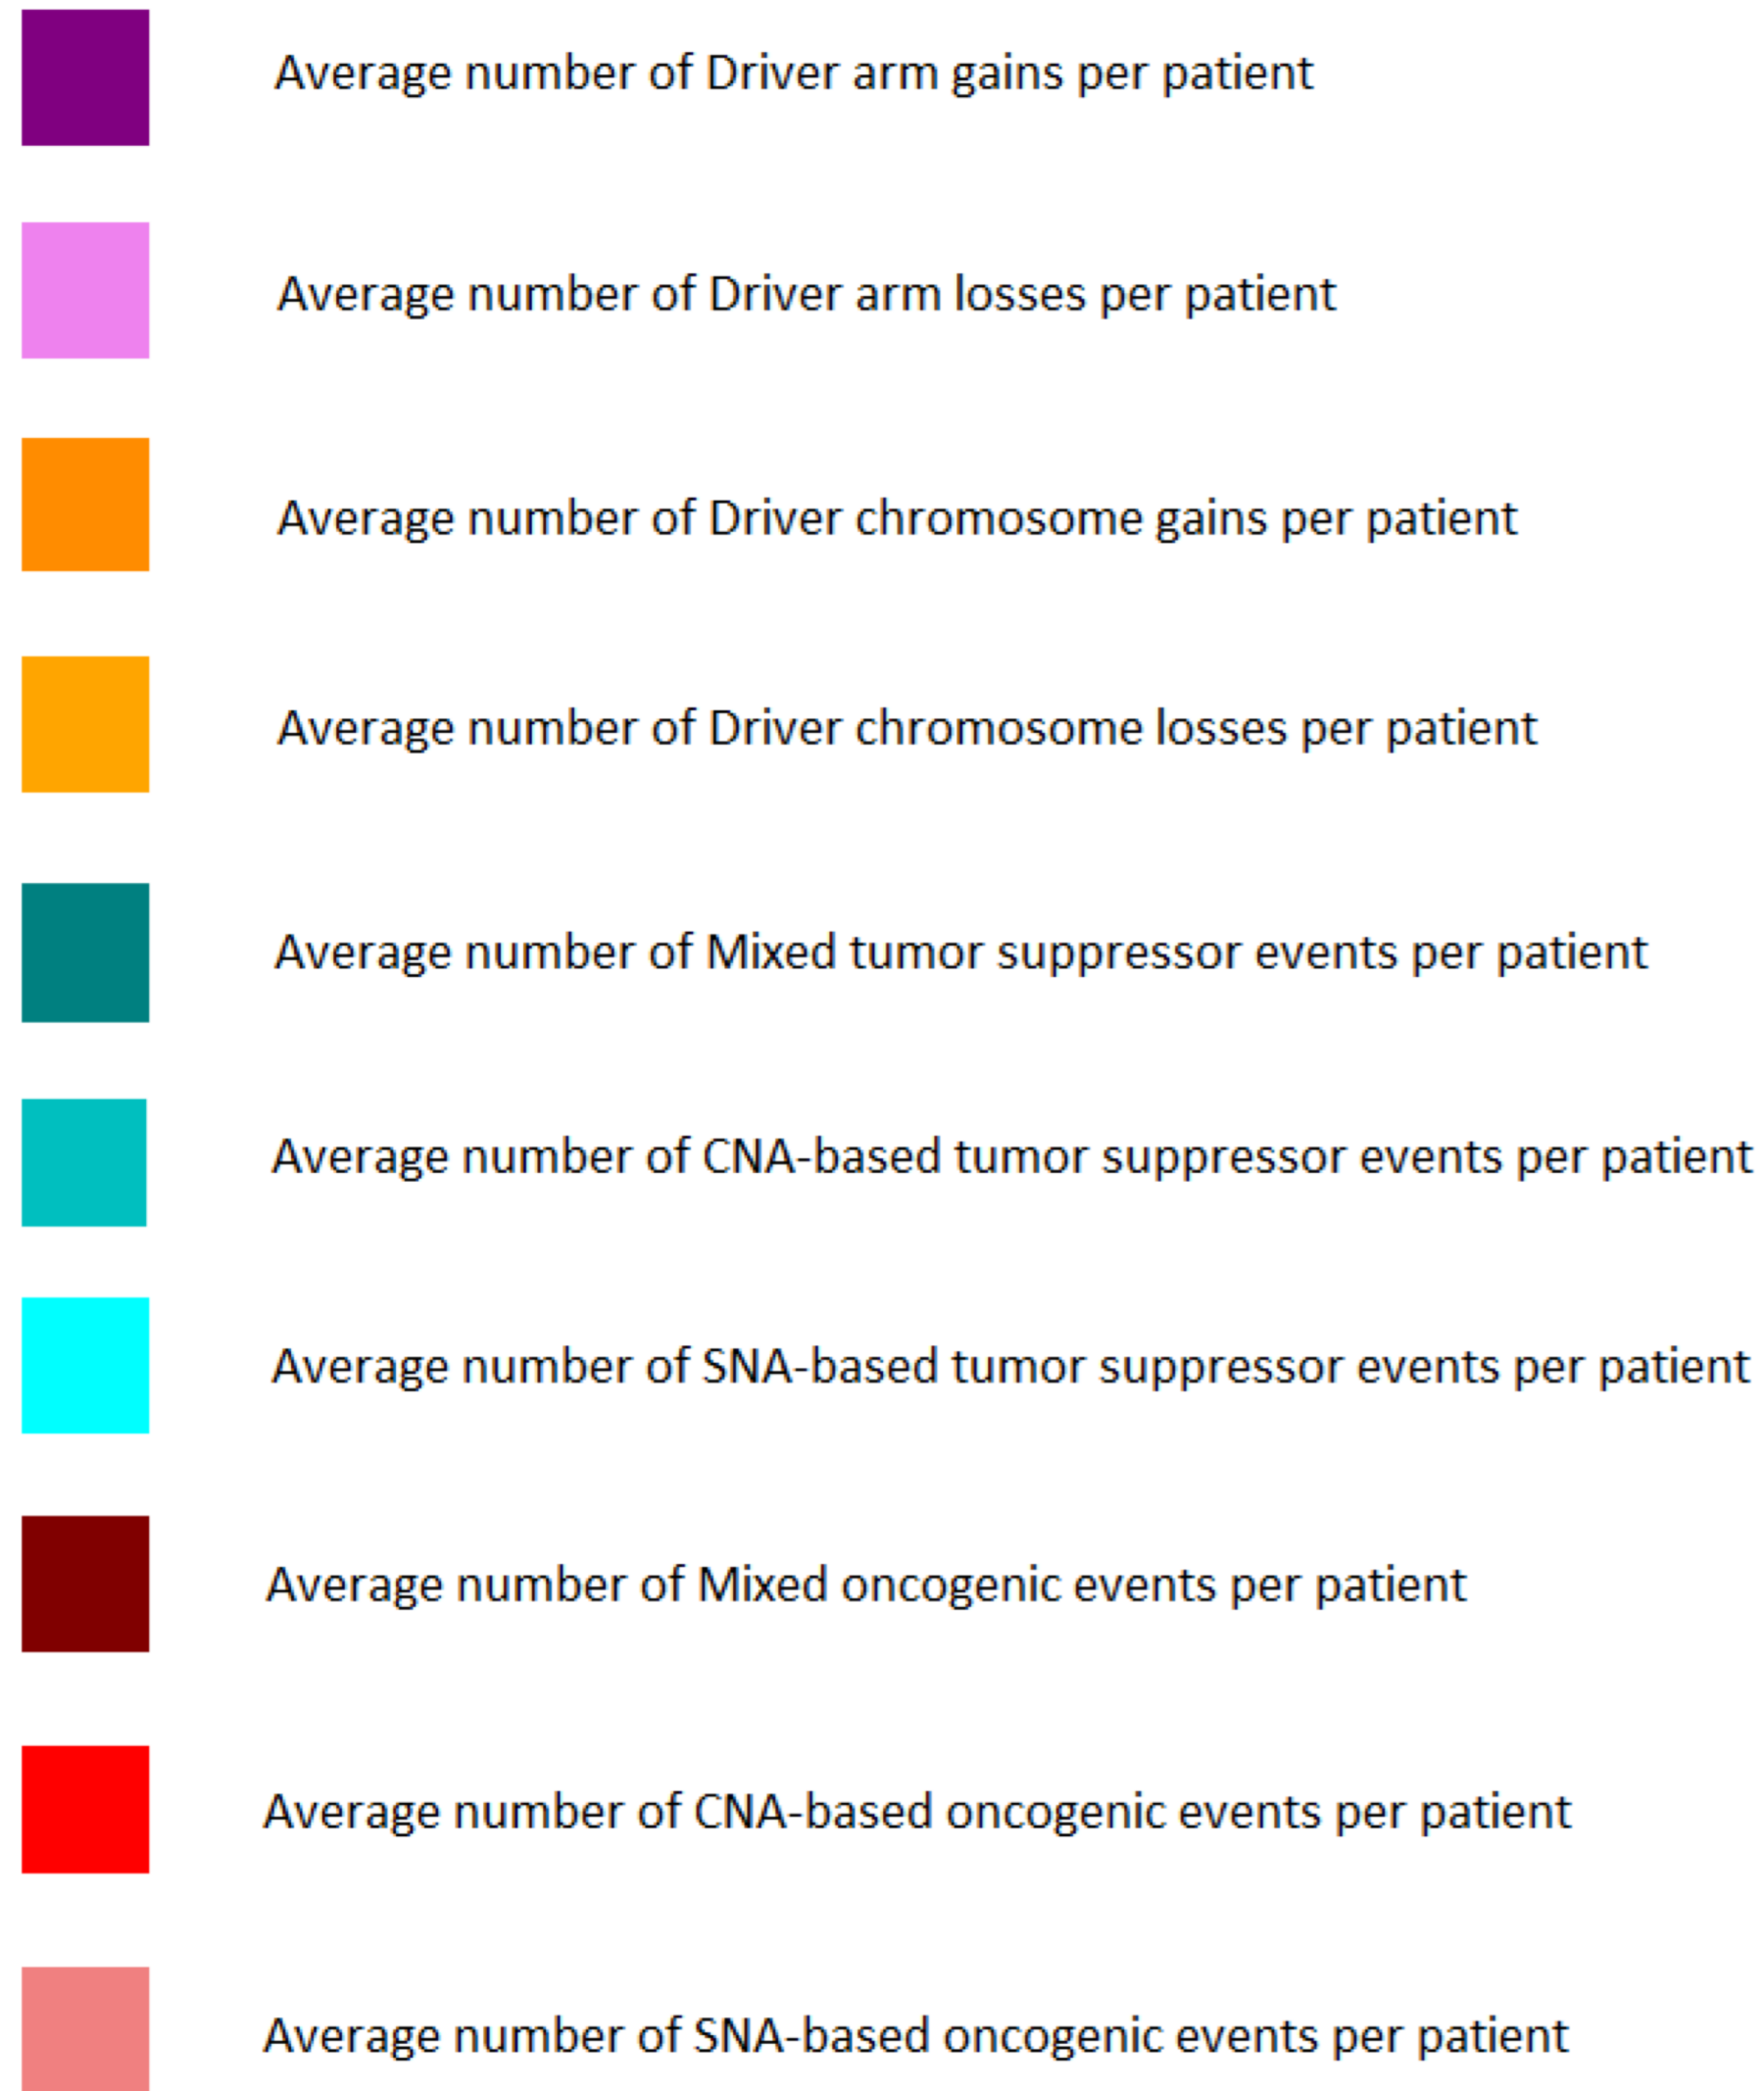 Average number of Driver arm gains per patient
Average number of Driver arm losses per patient
Average number of Driver chromosome gains per patient
Average number of Driver chromosome losses per patient
Average number of Mixed tumor suppressor events per patient
Average number of CNA-based tumor suppressor events per patient
Average number of SNA-based tumor suppressor events per patient
Average number of Mixed oncogenic events per patient
Average number of CNA-based oncogenic events per patient
Average number of SNA-based oncogenic events per patient